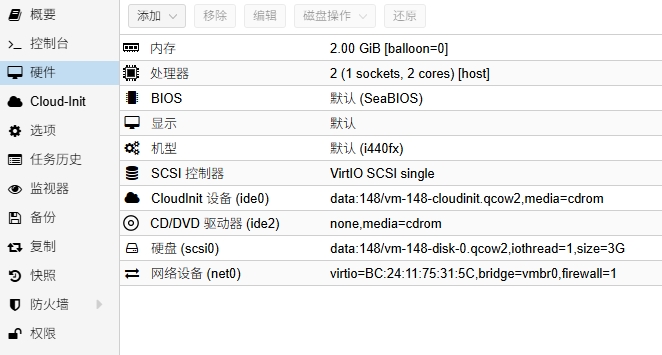 概要
控制台
硬件
Cloud-Init
选项
任务历史
监视器
备份
复制
快照
防火墙
权限
添加 移除 编辑 磁盘操作 还原
内存 2.00 GiB [balloon=0]
处理器 2 (1 sockets, 2 cores) [host]
BIOS 默认 (SeaBIOS)
显示 默认
机型 默认 (i440fx)
SCSI 控制器 VirtIO SCSI single
CloudInit 设备 (ide0) data:148/vm-148-cloudinit.qcow2,media=cdrom
CD/DVD 驱动器 (ide2) none,media=cdrom
硬盘 (scsi0) data:148/vm-148-disk-0.qcow2,iothread=1,size=3G
网络设备 (net0) virtio=BC:24:11:75:31:5C,bridge=vmbr0,firewall=1